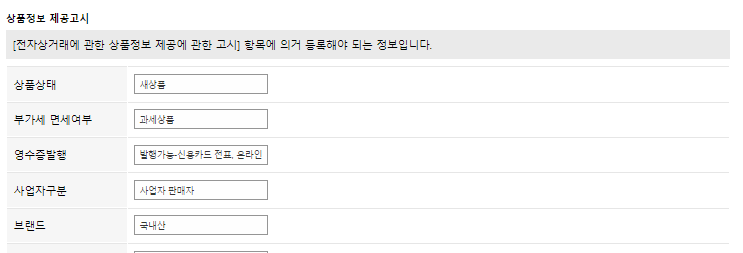 상품정보 제공고시
[전자상거래에 관한 상품정보 제공에 관한 고시] 항목에 의거 등록해야 되는 정보입니다.
상품상태 새상품
부가세 면세여부 과세상품
영수증발행 발행가능-신용카드 전표, 온라인
사업자구분 사업자 판매자
브랜드 국내산